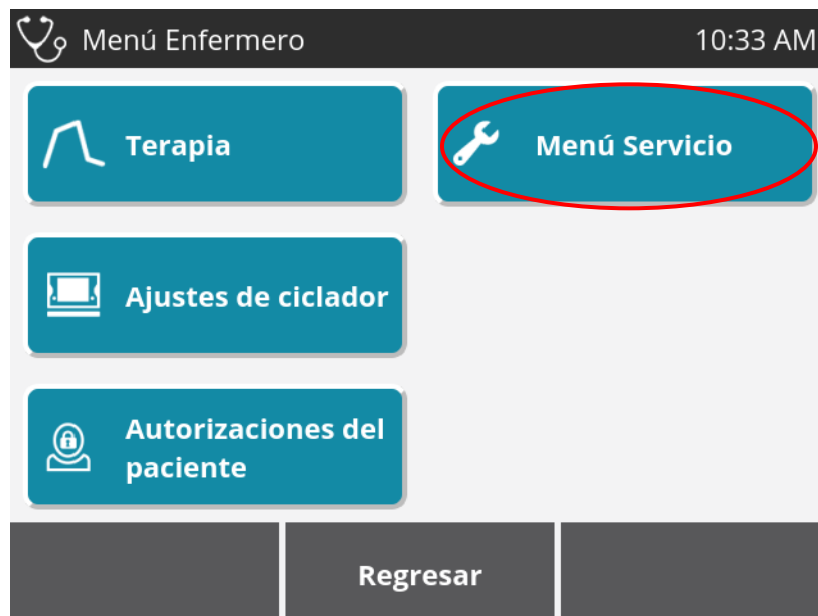 Menú Enfermero
10:33 AM
Terapia
Menú Servicio
Ajustes de ciclador
Autorizaciones del
paciente
Regresar